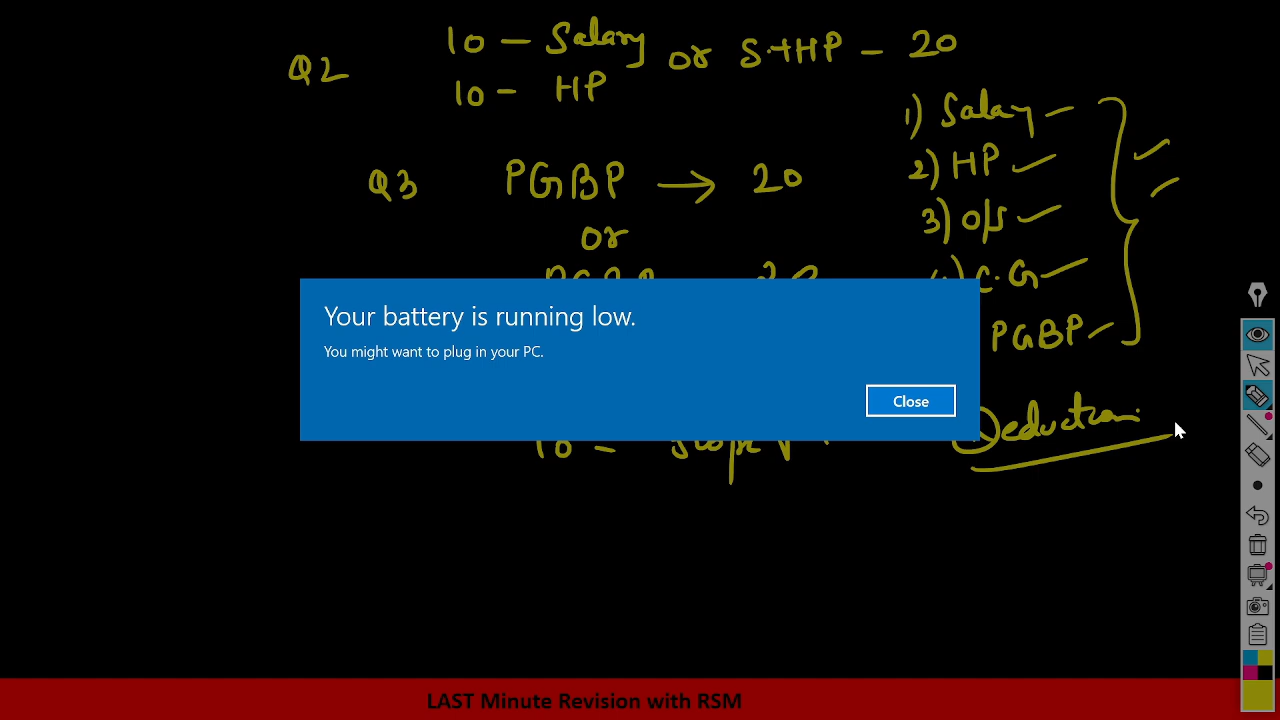 Q2
10 - Salary
10 - HP
or S.+HP - 20
1) Salary
2) HP
3) O/S
C.G
PGBP
Deduction
Q3 PGBP → 20
or
Your battery is running low.
You might want to plug in your PC.
Close
10 -
LAST Minute Revision with RSM